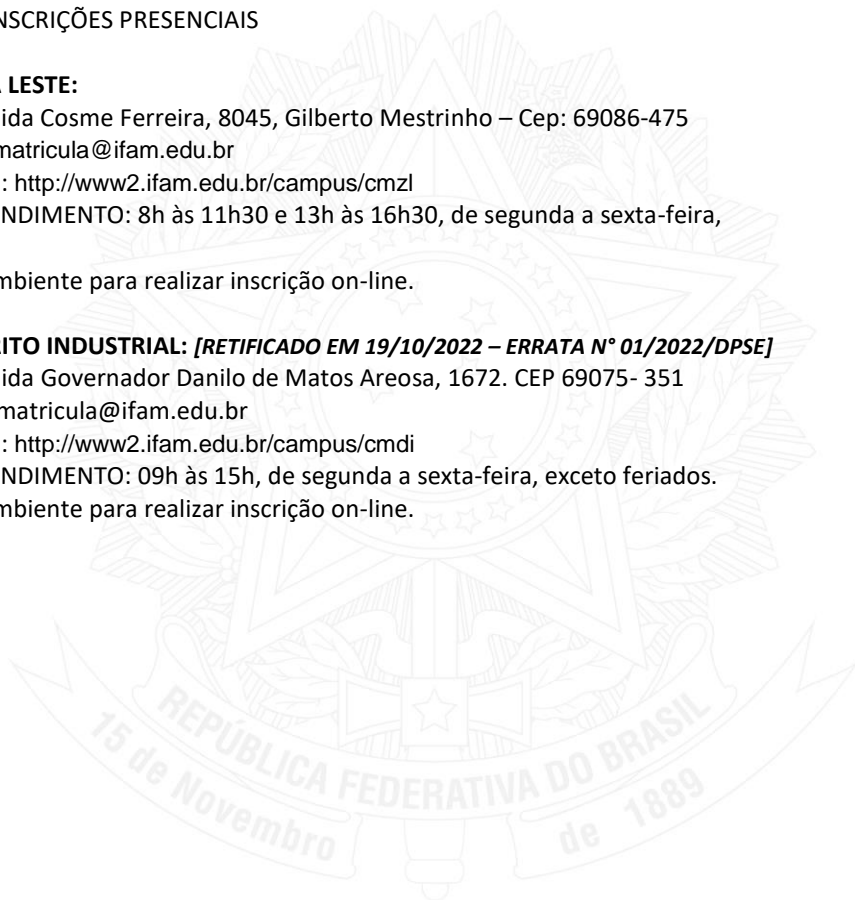 NSCRIÇÕES PRESENCIAIS
A LESTE:
ida Cosme Ferreira, 8045, Gilberto Mestrinho – Cep: 69086-475
matricula@ifam.edu.br
: http://www2.ifam.edu.br/campus/cmzl
NDIMENTO: 8h às 11h30 e 13h às 16h30, de segunda a sexta-feira,
mbiente para realizar inscrição on-line.
RITO INDUSTRIAL: [RETIFICADO EM 19/10/2022 – ERRATA N° 01/2022/DPSE]
ida Governador Danilo de Matos Areosa, 1672. CEP 69075- 351
matricula@ifam.edu.br
: http://www2.ifam.edu.br/campus/cmdi
NDIMENTO: 09h às 15h, de segunda a sexta-feira, exceto feriados.
mbiente para realizar inscrição on-line.
REPÚBLICA FEDERATIVA DO BRASIL
15 de Novembro de 1889